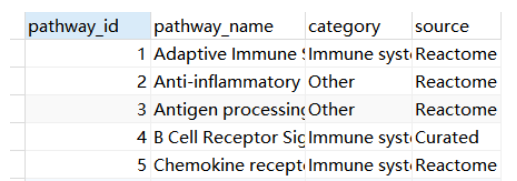 pathway_id pathway_name category source
1 Adaptive Immune Immune syst Reactome
2 Anti-inflammatory Other Reactome
3 Antigen processing Other Reactome
4 B Cell Receptor Sig Immune syst Curated
5 Chemokine recept Immune syst Reactome